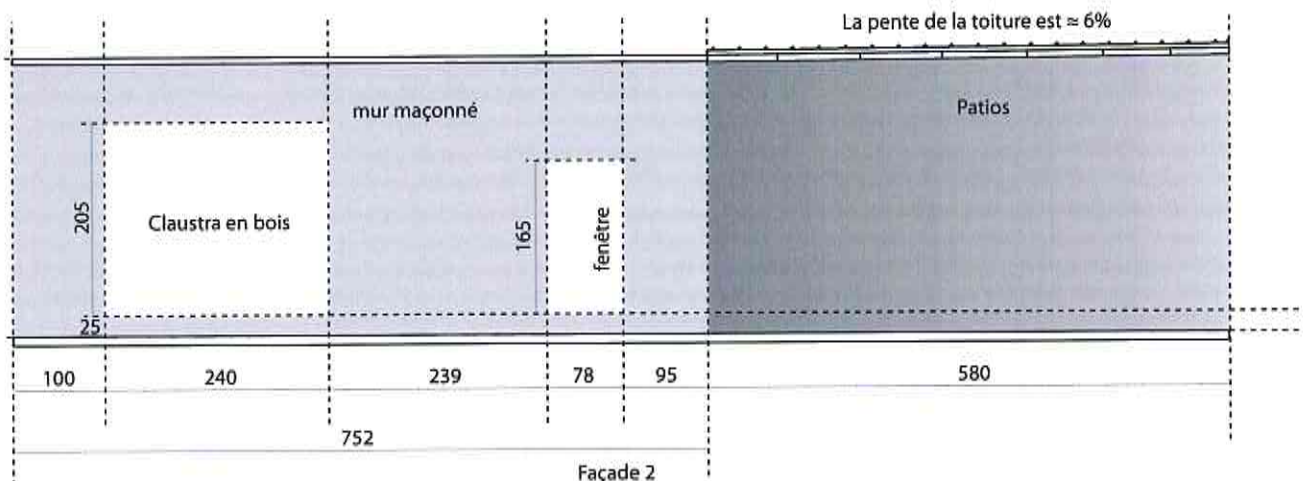 La pente de la toiture est ≈ 6%
mur maçonné
Patios
205
Claustra en bois
165
fenêtre
25
100 240 239 78 95 580
752
Façade 2